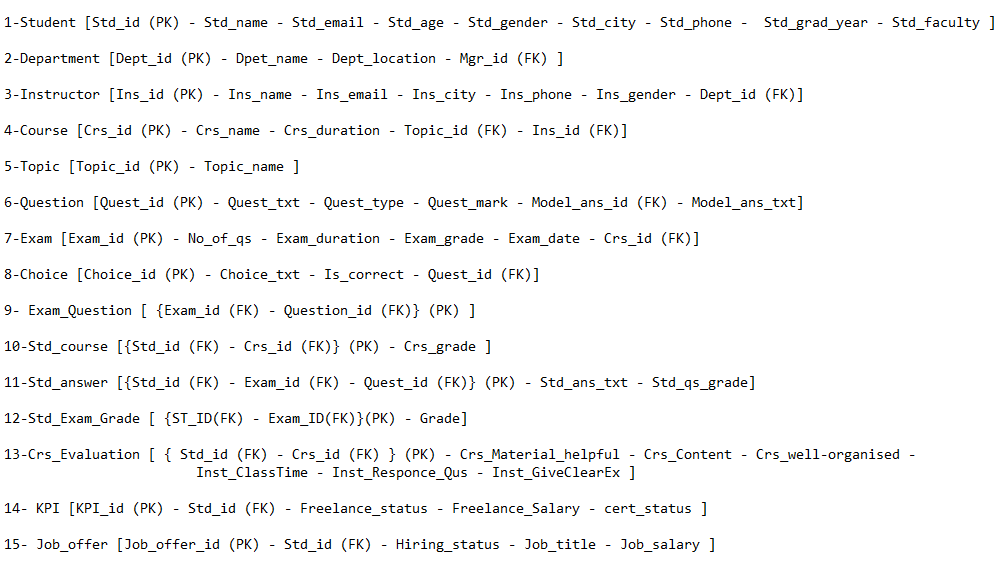 1-Student [Std_id (PK) - Std_name - Std_email - Std_age - Std_gender - Std_city - Std_phone -  Std_grad_year - Std_faculty ]
2-Department [Dept_id (PK) - Dpet_name - Dept_location - Mgr_id (FK) ]
3-Instructor [Ins_id (PK) - Ins_name - Ins_email - Ins_city - Ins_phone - Ins_gender - Dept_id (FK)]
4-Course [Crs_id (PK) - Crs_name - Crs_duration - Topic_id (FK) - Ins_id (FK)]
5-Topic [Topic_id (PK) - Topic_name ]
6-Question [Quest_id (PK) - Quest_txt - Quest_type - Quest_mark - Model_ans_id (FK) - Model_ans_txt]
7-Exam [Exam_id (PK) - No_of_qs - Exam_duration - Exam_grade - Exam_date - Crs_id (FK)]
8-Choice [Choice_id (PK) - Choice_txt - Is_correct - Quest_id (FK)]
9- Exam_Question [ {Exam_id (FK) - Question_id (FK)} (PK) ]
10-Std_course [{Std_id (FK) - Crs_id (FK)} (PK) - Crs_grade ]
11-Std_answer [{Std_id (FK) - Exam_id (FK) - Quest_id (FK)} (PK) - Std_ans_txt - Std_qs_grade]
12-Std_Exam_Grade [ {ST_ID(FK) - Exam_ID(FK)}(PK) - Grade]
13-Crs_Evaluation [ { Std_id (FK) - Crs_id (FK) } (PK) - Crs_Material_helpful - Crs_Content - Crs_well-organised -
Inst_ClassTime - Inst_Responce_Qus - Inst_GiveClearEx ]
14- KPI [KPI_id (PK) - Std_id (FK) - Freelance_status - Freelance_Salary - cert_status ]
15- Job_offer [Job_offer_id (PK) - Std_id (FK) - Hiring_status - Job_title - Job_salary ]